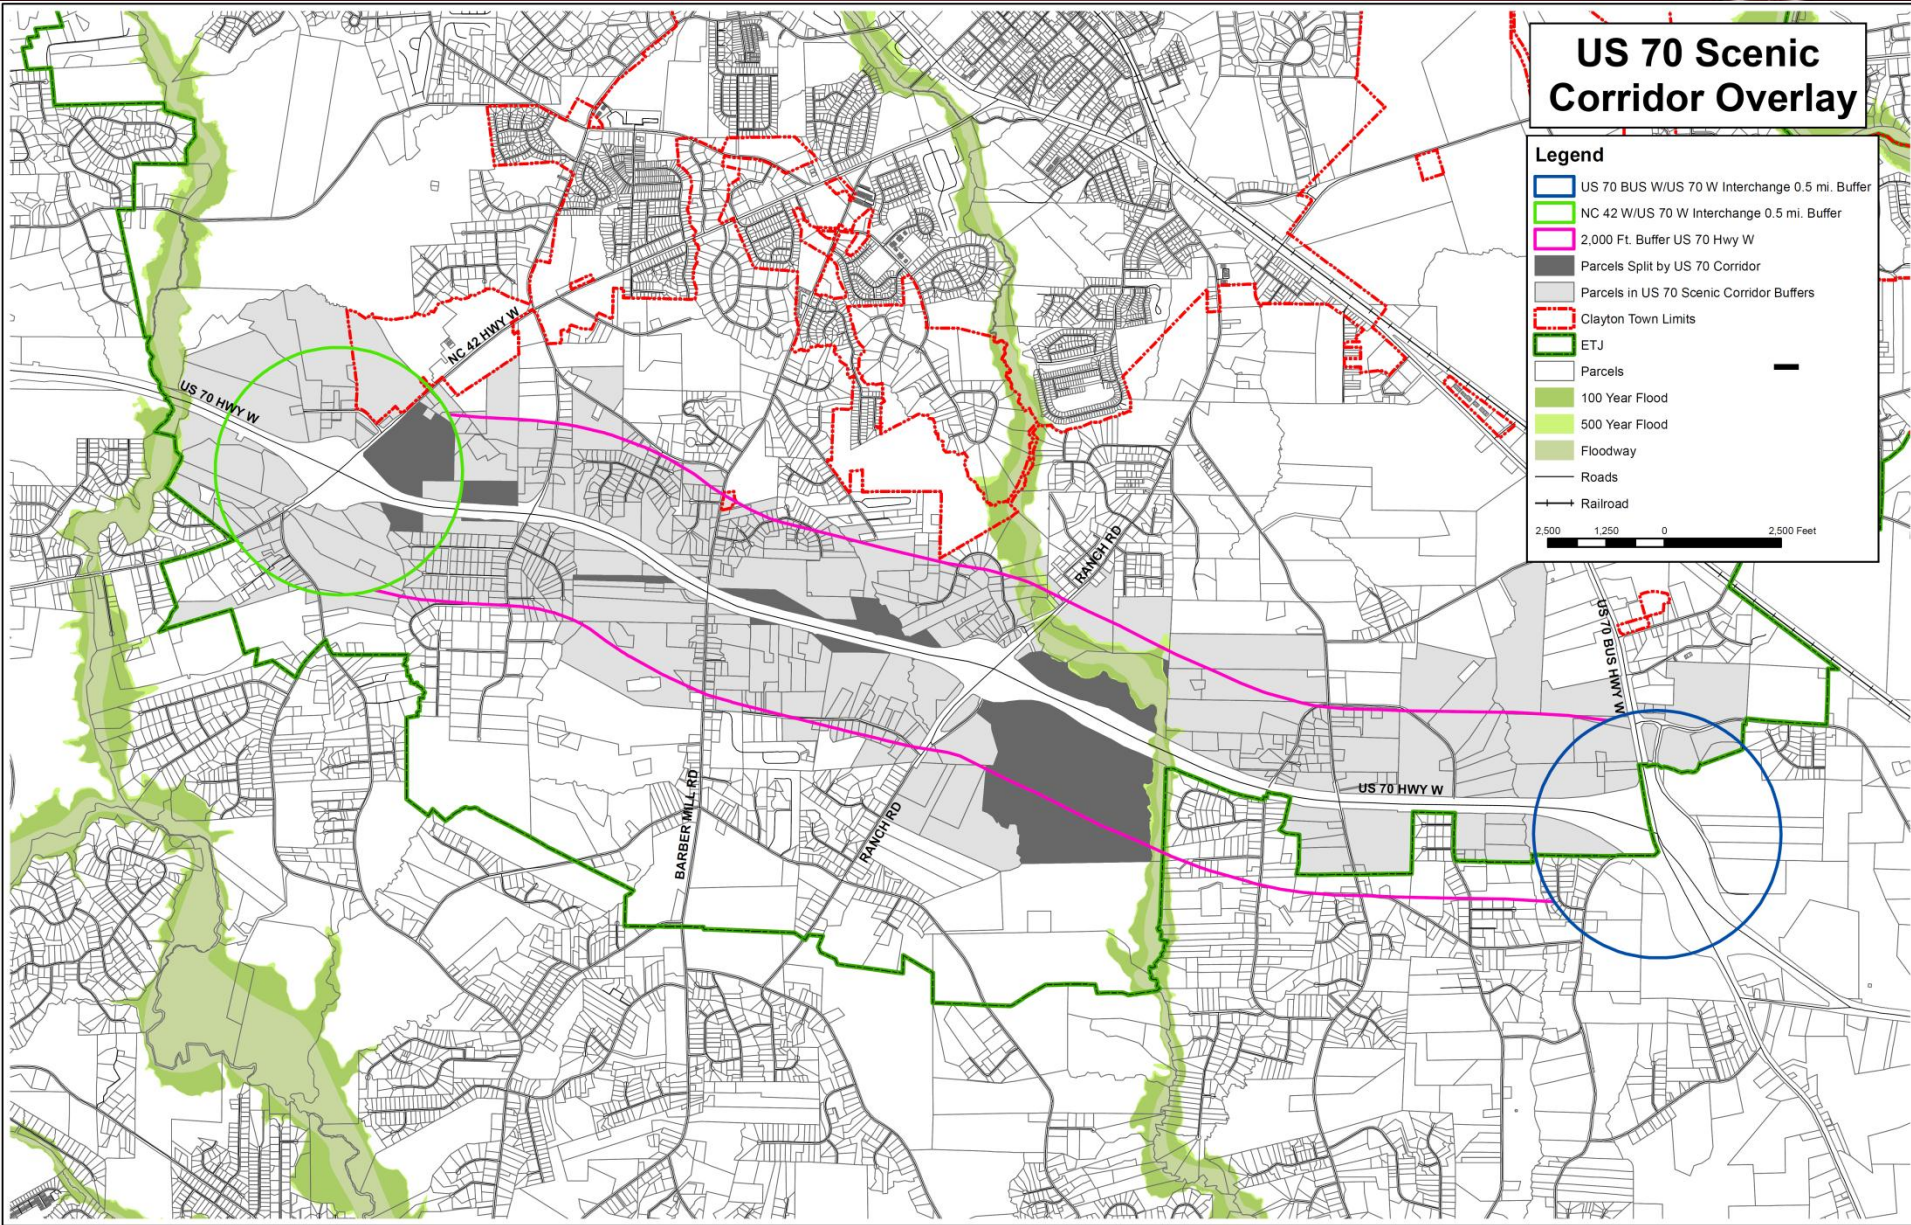 US 70 Scenic
Corridor Overlay
Legend
US 70 BUS W/US 70 W Interchange 0.5 mi. Buffer
NC 42 W/US 70 W Interchange 0.5 mi. Buffer
2,000 Ft. Buffer US 70 Hwy W
Parcels Split by US 70 Corridor
Parcels in US 70 Scenic Corridor Buffers
Clayton Town Limits
ETJ
Parcels
100 Year Flood
500 Year Flood
Floodway
Roads
Railroad
2,500 1,250 0 2,500 Feet
NC 42 HWY W
US 70 HWY W
RANCH RD
US 70 BUS HWY W
US 70 HWY W
BARBER MILL RD
RANCH RD